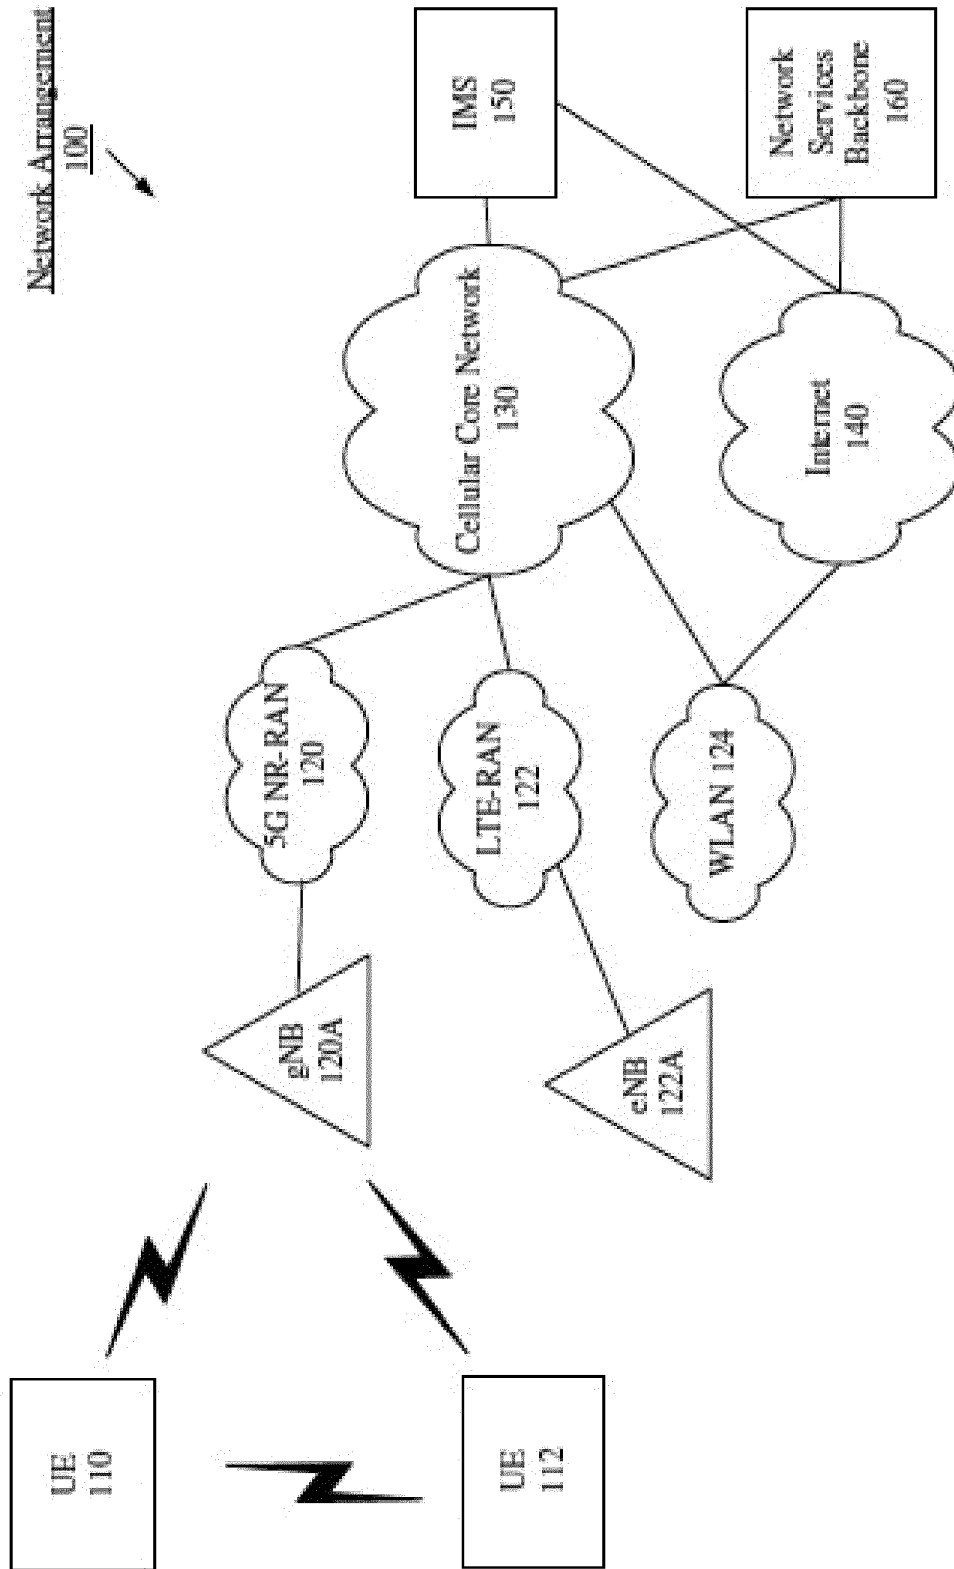 Network Arrangement
100
UE
110
UE
112
gNB
120A
eNB
122A
5G NR-RAN
120
LTE-RAN
122
WLAN 124
Cellular Core Network
130
Internet
140
IMS
150
Network
Services
Backbone
160